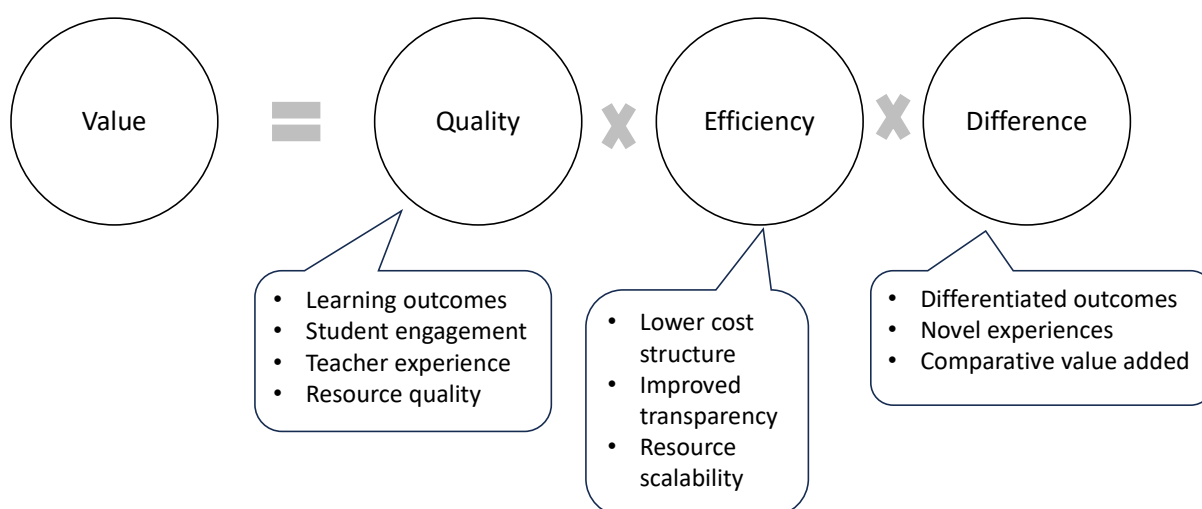 Value
Quality
Efficiency
Difference
• Learning outcomes
• Student engagement
• Teacher experience
• Resource quality
• Lower cost
structure
• Improved
transparency
• Resource
scalability
• Differentiated outcomes
• Novel experiences
• Comparative value added